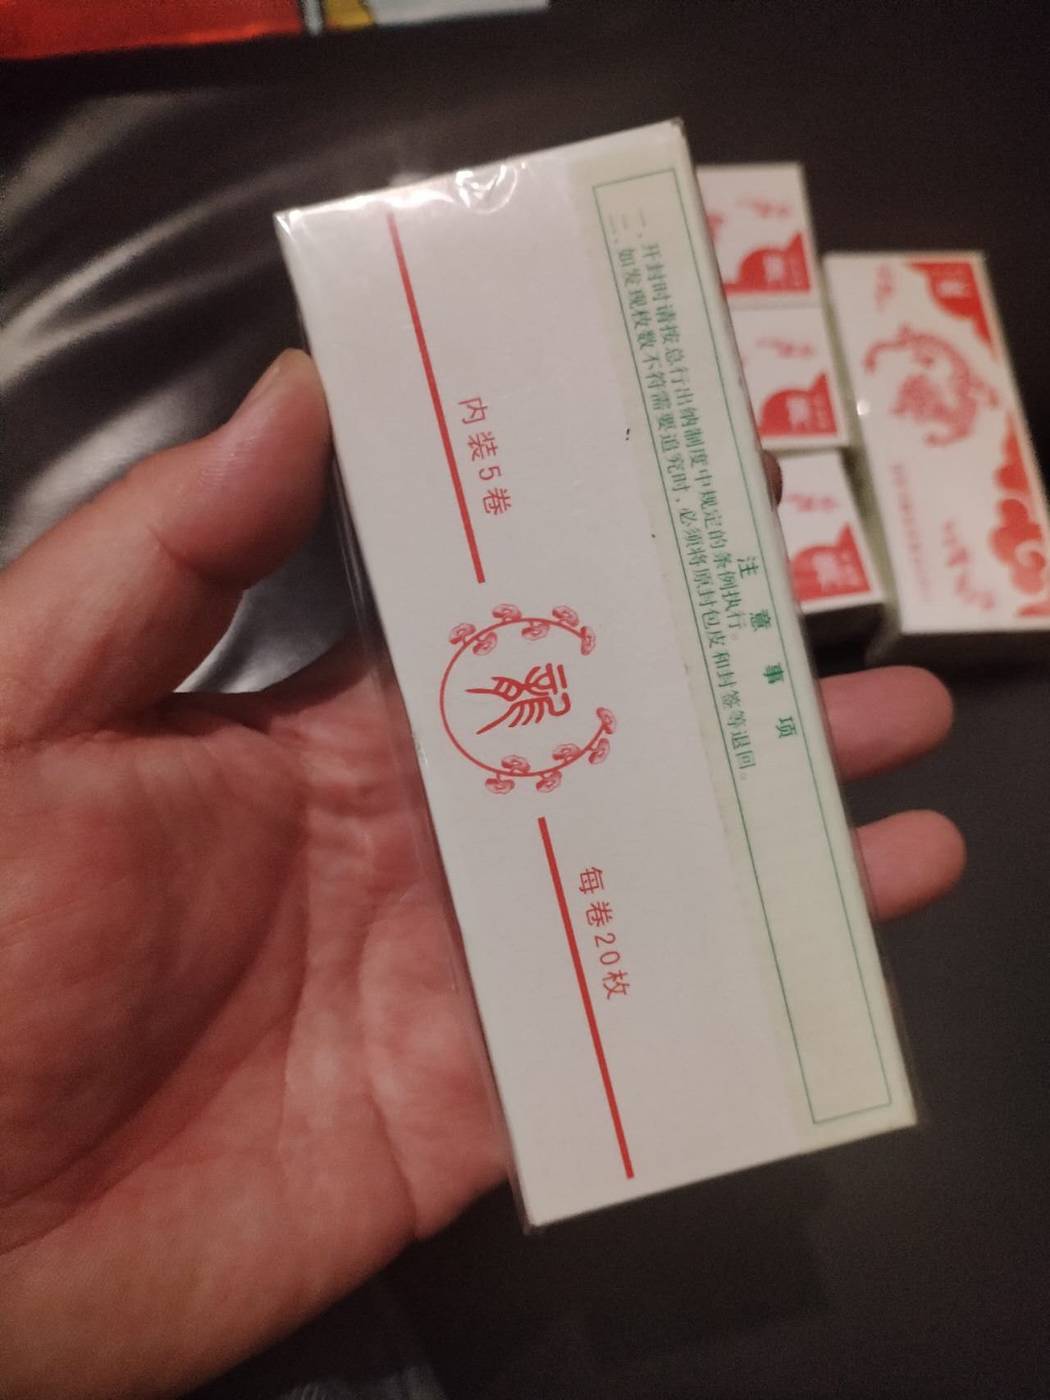 注意事项
一、开封时请按总行出纳制度中规定的条例执行。
二、如发现枚数不符需要追究时，必须将原封包皮和封签等退回。
内装5卷
每卷20枚